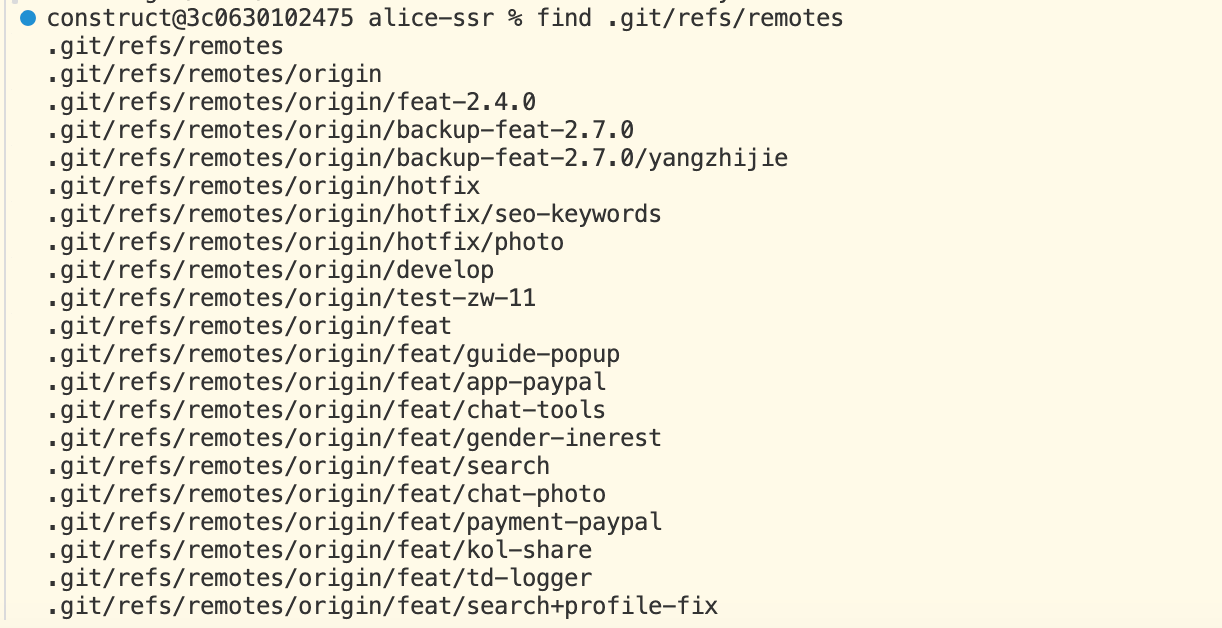 construct@3c0630102475 alice-ssr % find .git/refs/remotes
.git/refs/remotes
.git/refs/remotes/origin
.git/refs/remotes/origin/feat-2.4.0
.git/refs/remotes/origin/backup-feat-2.7.0
.git/refs/remotes/origin/backup-feat-2.7.0/yangzhijie
.git/refs/remotes/origin/hotfix
.git/refs/remotes/origin/hotfix/seo-keywords
.git/refs/remotes/origin/hotfix/photo
.git/refs/remotes/origin/develop
.git/refs/remotes/origin/test-zw-11
.git/refs/remotes/origin/feat
.git/refs/remotes/origin/feat/guide-popup
.git/refs/remotes/origin/feat/app-paypal
.git/refs/remotes/origin/feat/chat-tools
.git/refs/remotes/origin/feat/gender-inerest
.git/refs/remotes/origin/feat/search
.git/refs/remotes/origin/feat/chat-photo
.git/refs/remotes/origin/feat/payment-paypal
.git/refs/remotes/origin/feat/kol-share
.git/refs/remotes/origin/feat/td-logger
.git/refs/remotes/origin/feat/search+profile-fix